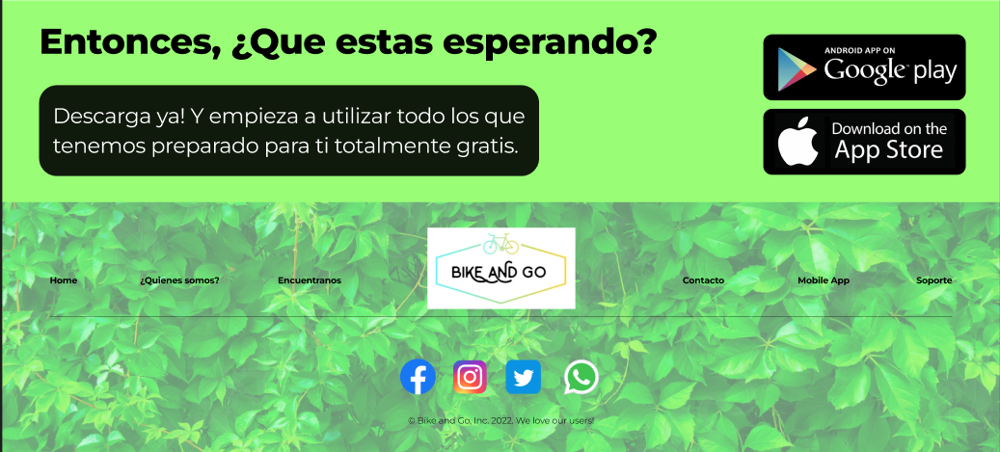 Entonces, ¿Que estas esperando?
Descarga ya! Y empieza a utilizar todo los que
tenemos preparado para ti totalmente gratis.
ANDROID APP ON
Google play
Download on the
App Store
BIKE AND GO
Home
¿Quienes somos?
Encuentranos
Contacto
Mobile App
Soporte
© Bike and Go, Inc. 2022. We love our users!